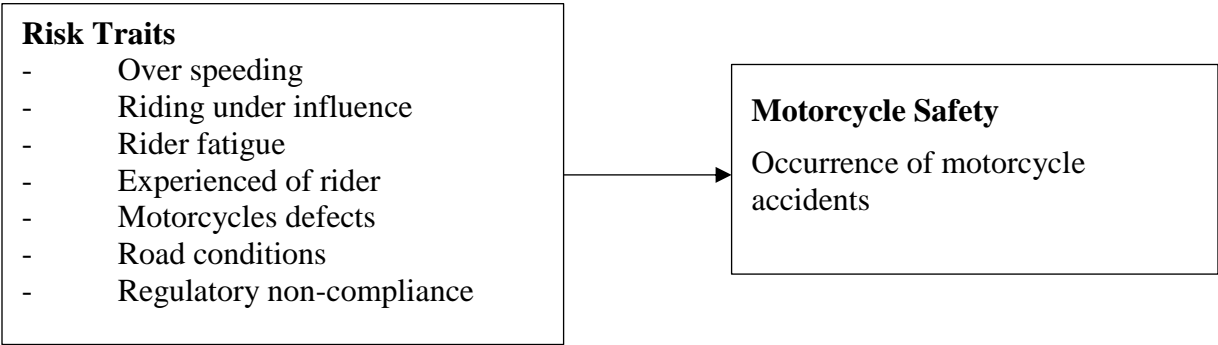 Risk Traits
- Over speeding
- Riding under influence
- Rider fatigue
- Experienced of rider
- Motorcycles defects
- Road conditions
- Regulatory non-compliance
Motorcycle Safety
Occurrence of motorcycle
accidents